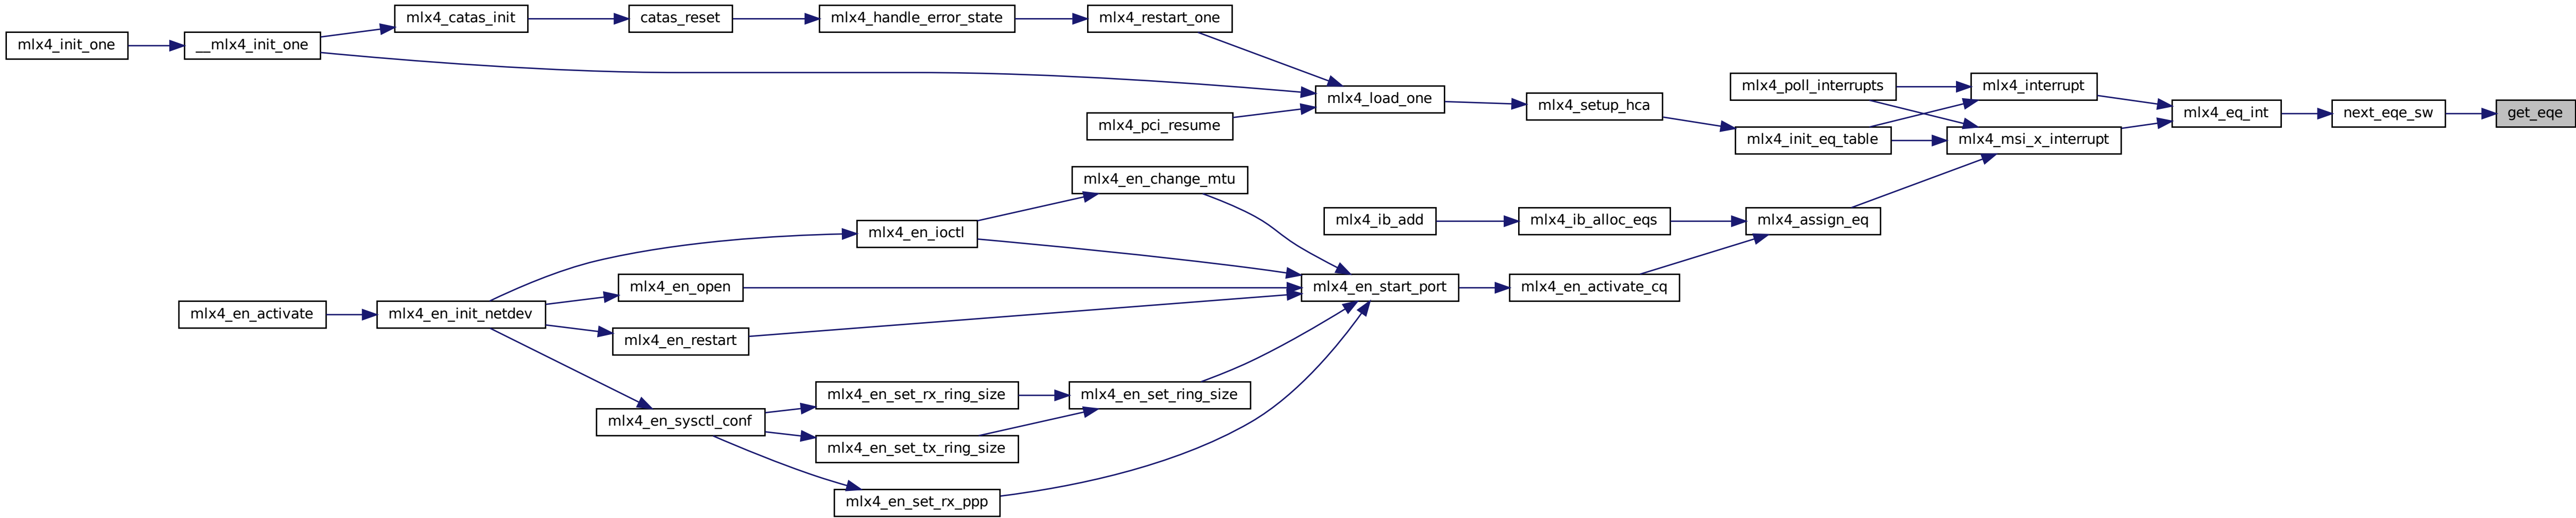 mlx4_init_one
__mlx4_init_one
mlx4_catas_init
catas_reset
mlx4_handle_error_state
mlx4_restart_one
mlx4_load_one
mlx4_pci_resume
mlx4_setup_hca
mlx4_poll_interrupts
mlx4_init_eq_table
mlx4_interrupt
mlx4_msi_x_interrupt
mlx4_eq_int
next_eqe_sw
get_eqe
mlx4_en_change_mtu
mlx4_en_ioctl
mlx4_ib_add
mlx4_ib_alloc_eqs
mlx4_assign_eq
mlx4_en_open
mlx4_en_start_port
mlx4_en_activate_cq
mlx4_en_activate
mlx4_en_init_netdev
mlx4_en_restart
mlx4_en_sysctl_conf
mlx4_en_set_rx_ring_size
mlx4_en_set_ring_size
mlx4_en_set_tx_ring_size
mlx4_en_set_rx_ppp